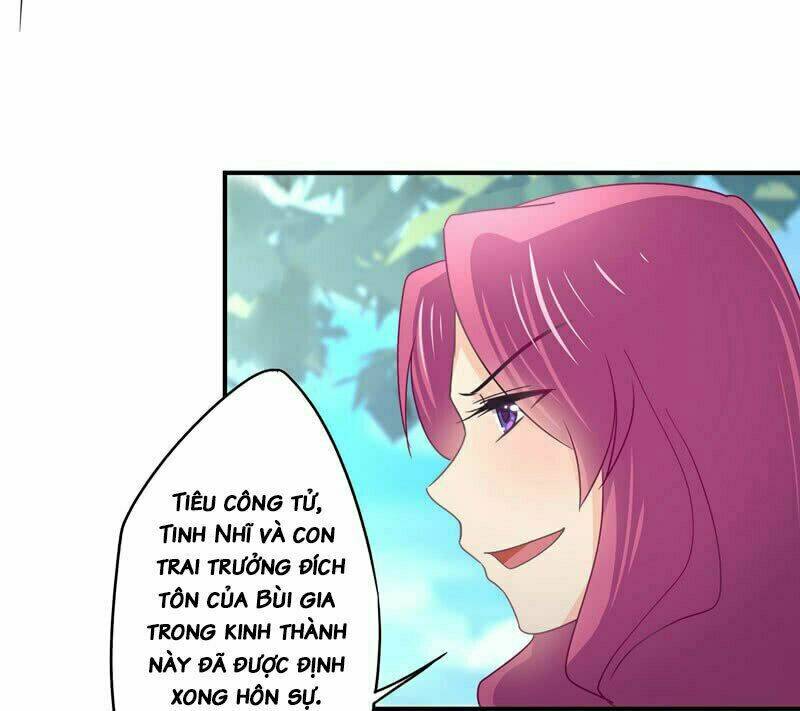 TIÊU CÔNG TỬ,
TINH NHĨ VÀ CON
TRAI TRƯỞNG ĐÍCH
TÔN CỦA BÙI GIA
TRONG KINH THÀNH
NÀY ĐÃ ĐƯỢC ĐỊNH
XONG HÔN SỰ.